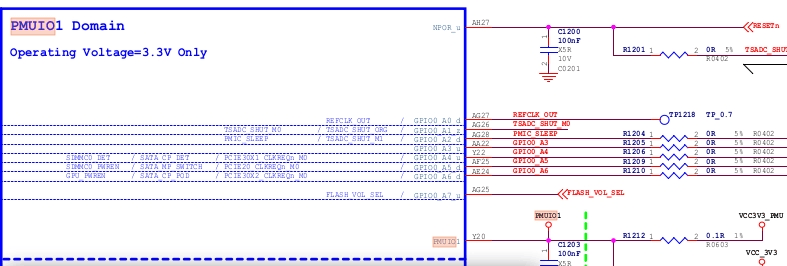 PMUIO1 Domain
Operating Voltage=3.3V Only
NPOR_u
AH27
C1200
100nF
X5R
10V
C0201
1
2
RESETn
R1201 1 2 0R 5%
R0402
TSADC_SHUT
REFCLK_OUT / GPIO0_A0_d
TSADC_SHUT_M0 / TSADC_SHUT_ORG / GPIO0_A1_z
PMIC_SLEEP / TSADC_SHUT_M1 / GPIO0_A2_d
GPIO0_A3_u
SDMMC0_DET / SATA_CP_DET / PCIE30X1_CLKREQn_M0 / GPIO0_A4_u
SDMMC0_PWREN / SATA_MP_SWITCH / PCIE20_CLKREQn_M0 / GPIO0_A5_d
GPU_PWREN / SATA_CP_POD / PCIE30X2_CLKREQn_M0 / GPIO0_A6_d
FLASH_VOL_SEL / GPIO0_A7_u
AG27 REFCLK_OUT
AG26 TSADC_SHUT_M0
AG28 PMIC_SLEEP
AA22 GPIO0_A3
Y22 GPIO0_A4
AF25 GPIO0_A5
AE24 GPIO0_A6
AG25 FLASH_VOL_SEL
TP1218 TP_0.7
R1204 1 2 0R 5% R0402
R1205 1 2 0R 5% R0402
R1206 1 2 0R 5% R0402
R1209 1 2 0R 5% R0402
R1210 1 2 0R 5% R0402
PMUIO1
PMUIO1
Y20
C1203
100nF
X5R
1
R1212 1 2 0.1R 1%
R0603
VCC3V3_PMU
VCC_3V3